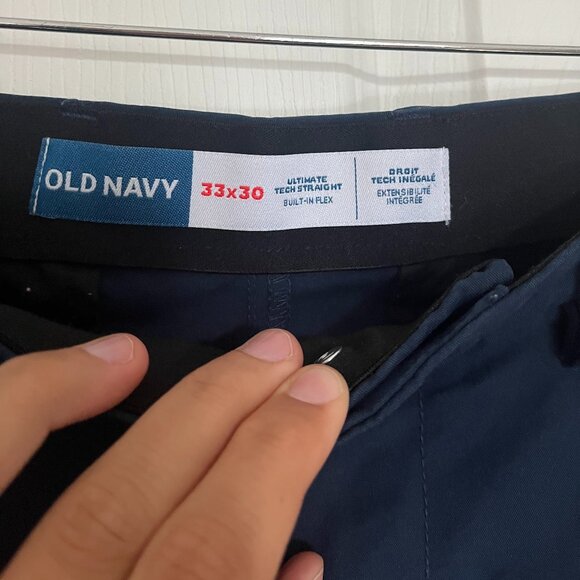 OLD NAVY
33x30
ULTIMATE
TECH STRAIGHT
BUILT-IN FLEX
DROIT
TECH INÉGALÉ
EXTENSIBILITÉ
INTÉGRÉE